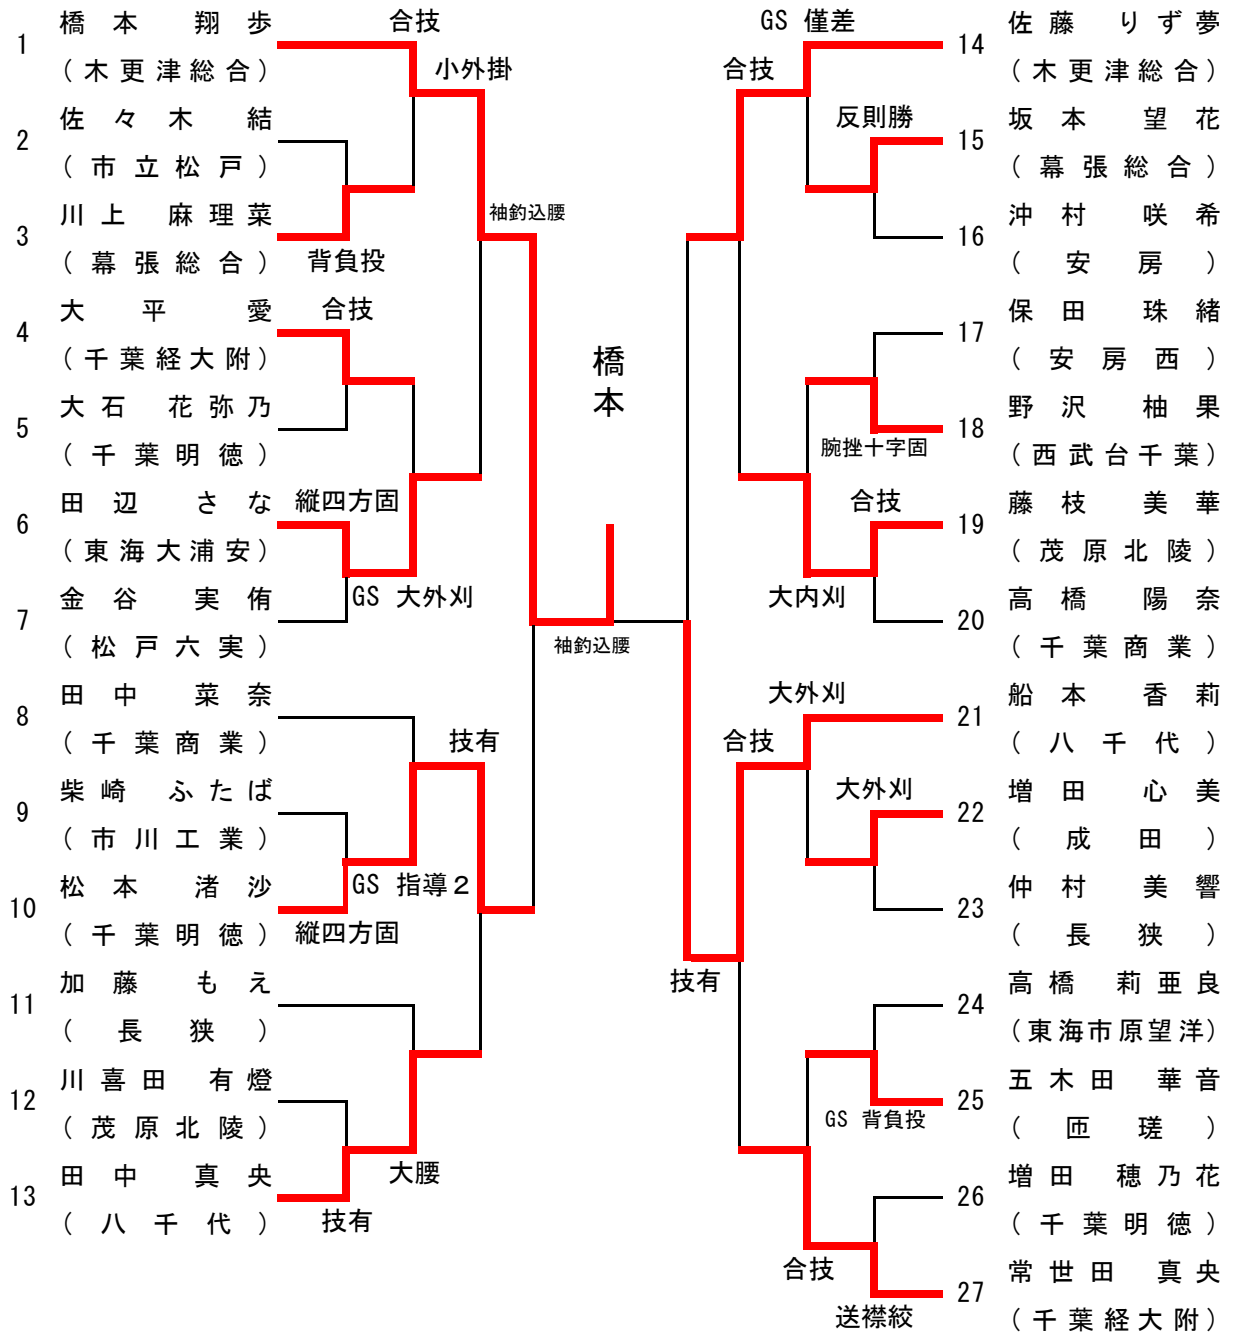 橋本 翔歩
1
(木更津総合)
佐々木 結
2
(市立松戸)
川上 麻理菜
3
(幕張総合)
大平 愛
4
(千葉経大附)
大石 花弥乃
5
(千葉明徳)
田辺 さな
6
(東海大浦安)
金谷 実侑
7
(松戸六実)
田中 菜奈
8
(千葉商業)
柴崎 ふたば
9
(市川工業)
松本 渚沙
10
(千葉明徳)
加藤 もえ
11
(長狭)
川喜田 有燈
12
(茂原北陵)
田中 真央
13
(八千代)
合技
小外掛
背負投
合技
袖釣込腰
縦四方固
GS 大外刈
技有
GS 指導2
縦四方固
大腰
技有
橋本
袖釣込腰
GS 僅差
合技
反則勝
腕挫十字固
合技
大内刈
大外刈
合技
大外刈
技有
GS 背負投
合技
送襟絞
佐藤 りず夢
14
(木更津総合)
坂本 望花
15
(幕張総合)
沖村 咲希
16
(安房)
保田 珠緒
17
(安房西)
野沢 柚果
18
(西武台千葉)
藤枝 美華
19
(茂原北陵)
高橋 陽奈
20
(千葉商業)
船本 香莉
21
(八千代)
増田 心美
22
(成田)
仲村 美響
23
(長狭)
高橋 莉亜良
24
(東海市原望洋)
五木田 華音
25
(匝瑳)
増田 穂乃花
26
(千葉明徳)
常世田 真央
27
(千葉経大附)